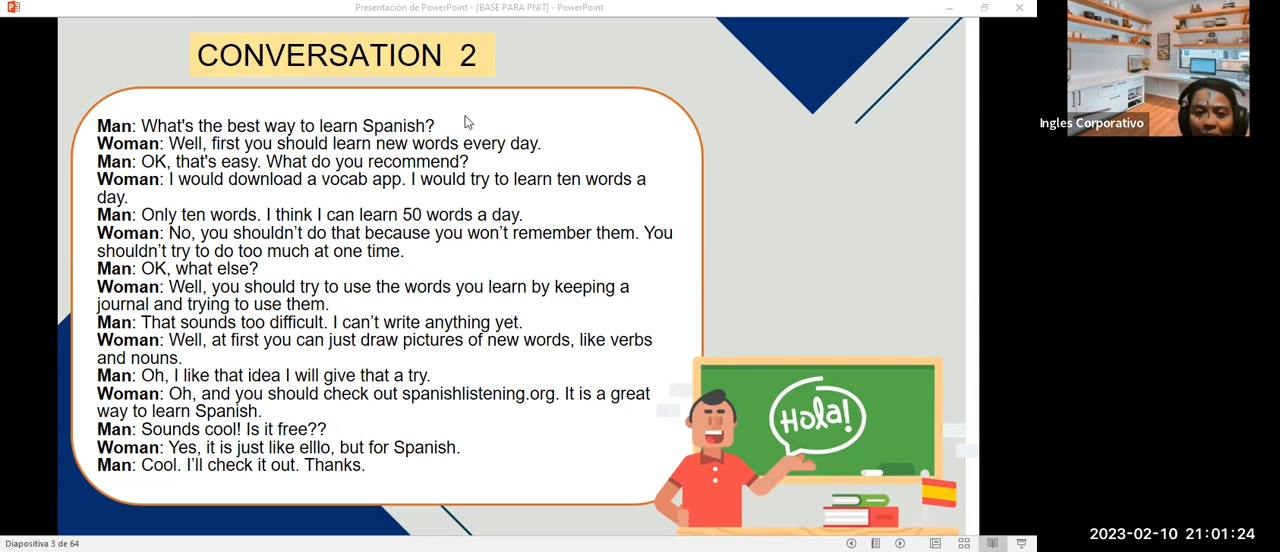 Presentación de PowerPoint - [BASE PARA PNIT] - PowerPoint
CONVERSATION 2
Man: What's the best way to learn Spanish?
Woman: Well, first you should learn new words every day.
Man: OK, that's easy. What do you recommend?
Woman: I would download a vocab app. I would try to learn ten words a
day.
Man: Only ten words. I think I can learn 50 words a day.
Woman: No, you shouldn’t do that because you won’t remember them. You
shouldn’t try to do too much at one time.
Man: OK, what else?
Woman: Well, you should try to use the words you learn by keeping a
journal and trying to use them.
Man: That sounds too difficult. I can’t write anything yet.
Woman: Well, at first you can just draw pictures of new words, like verbs
and nouns.
Man: Oh, I like that idea I will give that a try.
Woman: Oh, and you should check out spanishlistening.org. It is a great
way to learn Spanish.
Man: Sounds cool! Is it free??
Woman: Yes, it is just like elllo, but for Spanish.
Man: Cool. I’ll check it out. Thanks.
Hola!
Ingles Corporativo
Diapositiva 3 de 64
2023-02-10 21:01:24